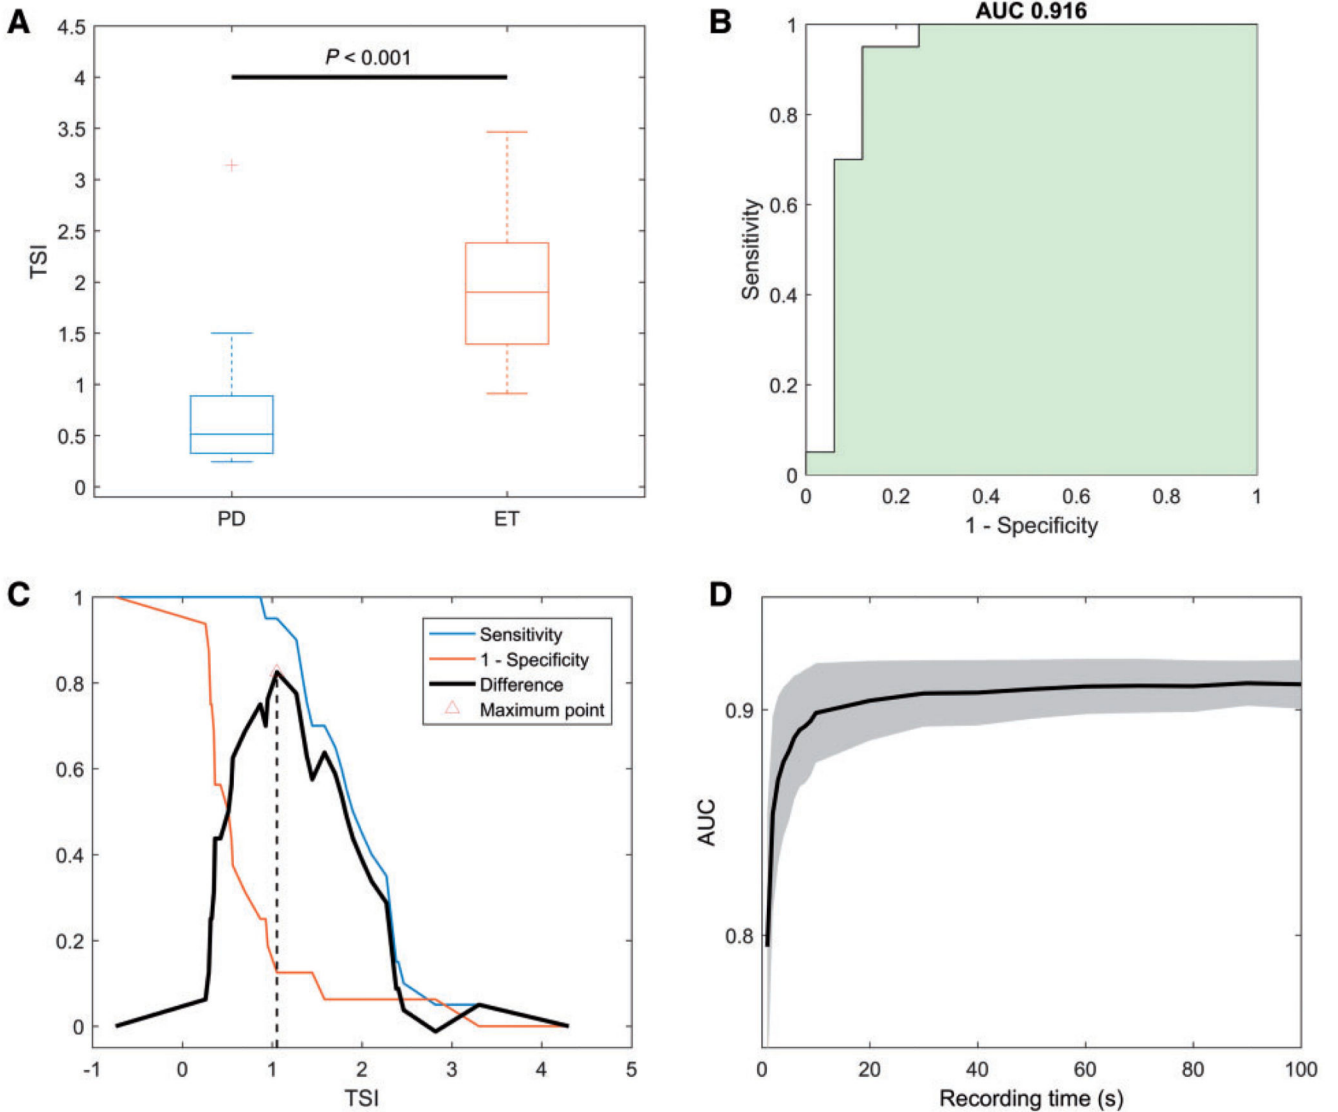 A
4.5
4
3.5
3
2.5
2
1.5
1
0.5
0
TSI
P < 0.001
PD
ET
B
AUC 0.916
1
0.8
0.6
0.4
0.2
0
Sensitivity
0
0.2
0.4
0.6
0.8
1
1 - Specificity
C
1
0.8
0.6
0.4
0.2
0
Sensitivity
1 - Specificity
Difference
Maximum point
-1
0
1
2
3
4
5
TSI
D
0.9
0.8
AUC
0
20
40
60
80
100
Recording time (s)